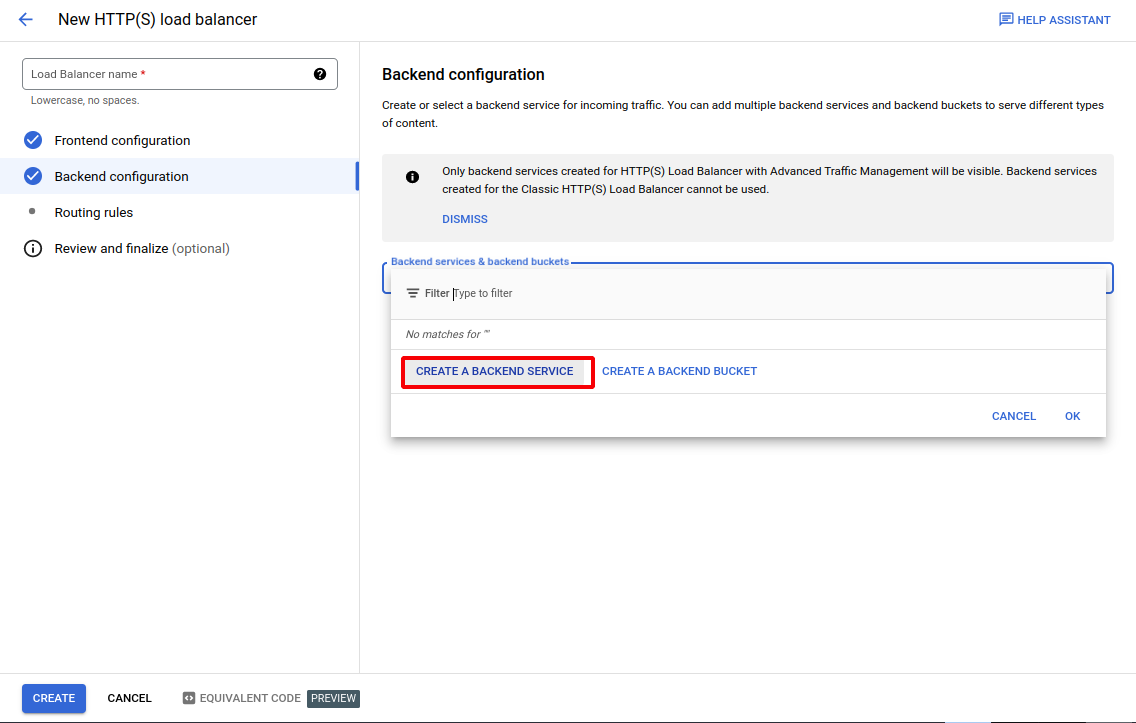 New HTTP(S) load balancer
HELP ASSISTANT
Load Balancer name *
Lowercase, no spaces.
Frontend configuration
Backend configuration
Routing rules
Review and finalize (optional)
Backend configuration
Create or select a backend service for incoming traffic. You can add multiple backend services and backend buckets to serve different types
of content.
Only backend services created for HTTP(S) Load Balancer with Advanced Traffic Management will be visible. Backend services
created for the Classic HTTP(S) Load Balancer cannot be used.
DISMISS
Backend services & backend buckets
Filter Type to filter
No matches for ""
CREATE A BACKEND SERVICE CREATE A BACKEND BUCKET
CANCEL OK
CREATE CANCEL EQUIVALENT CODE PREVIEW